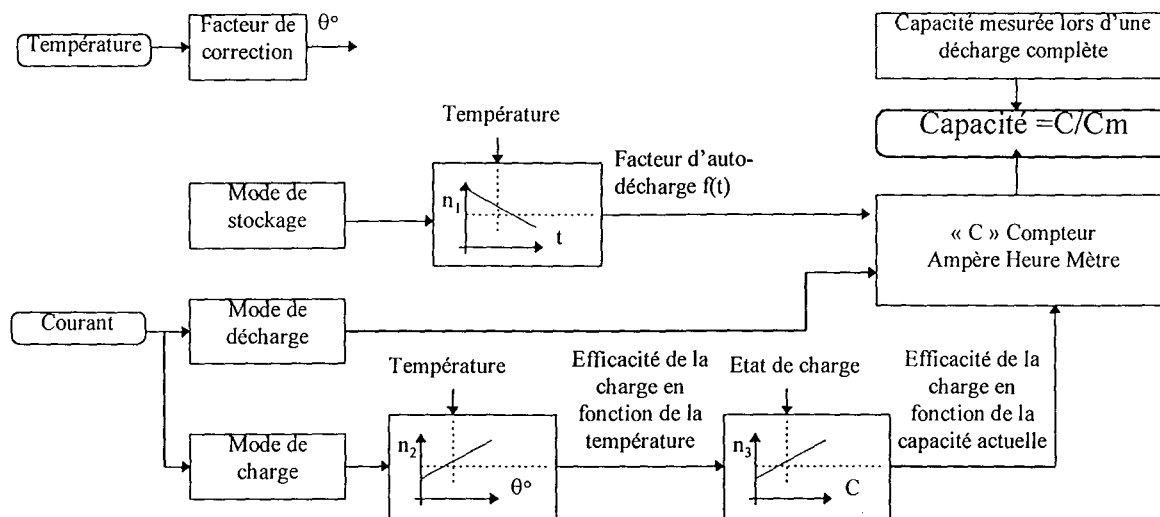 Température
Facteur de
correction
θ°
Capacité mesurée lors d'une
décharge complète
Capacité =C/Cm
Température
Mode de
stockage
n1
t
Facteur d'auto-
décharge f(t)
« C » Compteur
Ampère Heure Mètre
Courant
Mode de
décharge
Température
Efficacité de la
charge en
fonction de la
température
Etat de charge
Efficacité de la
charge en
fonction de la
capacité actuelle
Mode de
charge
n2
θ°
n3
C